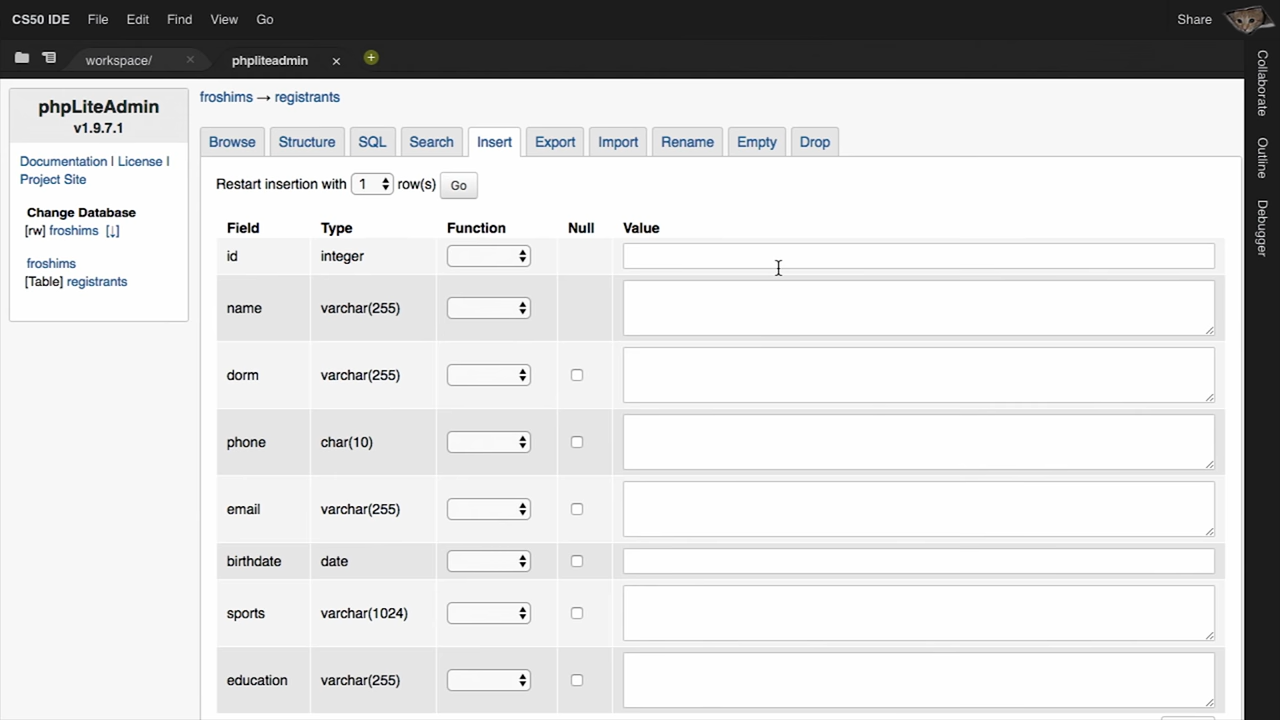 CS50 IDE File Edit Find View Go Share
workspace/ phpliteadmin
Collaborate
Outline
Debugger
phpLiteAdmin
v1.9.7.1
Documentation | License |
Project Site
Change Database
[rw] froshims [↓]
froshims
[Table] registrants
froshims → registrants
Browse Structure SQL Search Insert Export Import Rename Empty Drop
Restart insertion with 1 row(s) Go
Field Type Function Null Value
id integer
name varchar(255)
dorm varchar(255)
phone char(10)
email varchar(255)
birthdate date
sports varchar(1024)
education varchar(255)